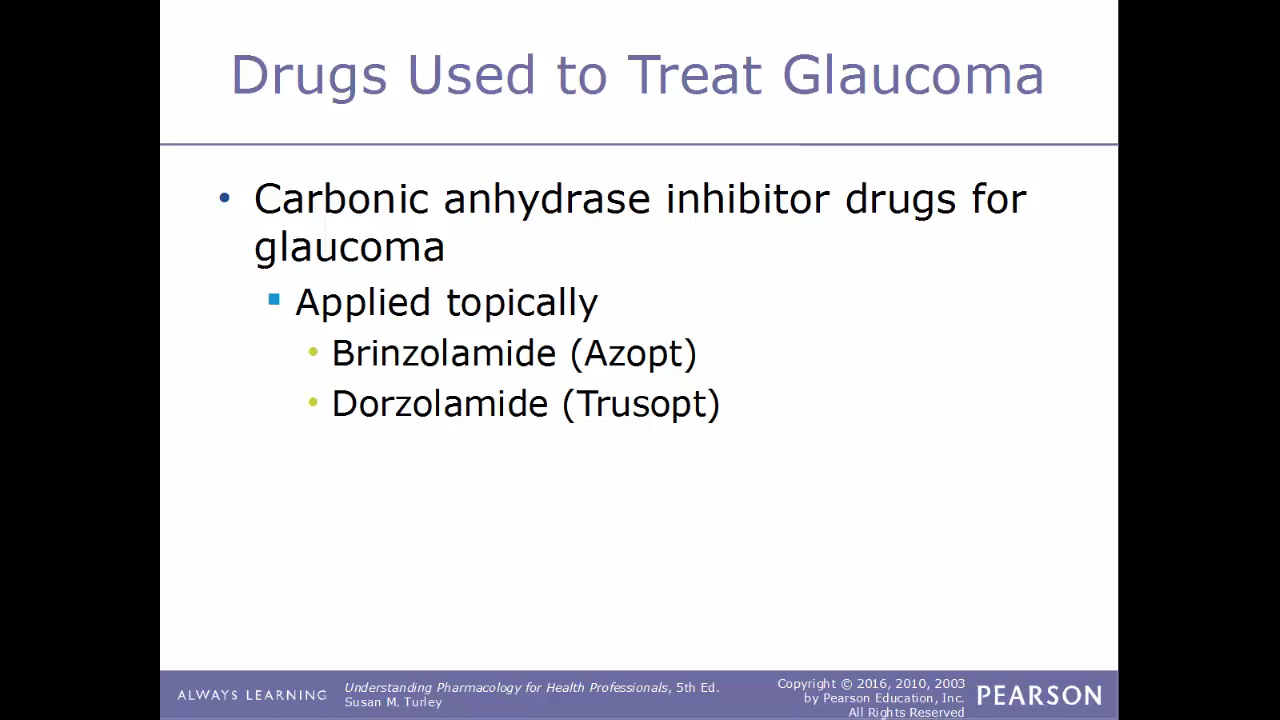 Drugs Used to Treat Glaucoma
• Carbonic anhydrase inhibitor drugs for
glaucoma
▪ Applied topically
• Brinzolamide (Azopt)
• Dorzolamide (Trusopt)
ALWAYS LEARNING
Understanding Pharmacology for Health Professionals, 5th Ed.
Susan M. Turley
Copyright © 2016, 2010, 2003
by Pearson Education, Inc.
All Rights Reserved
PEARSON